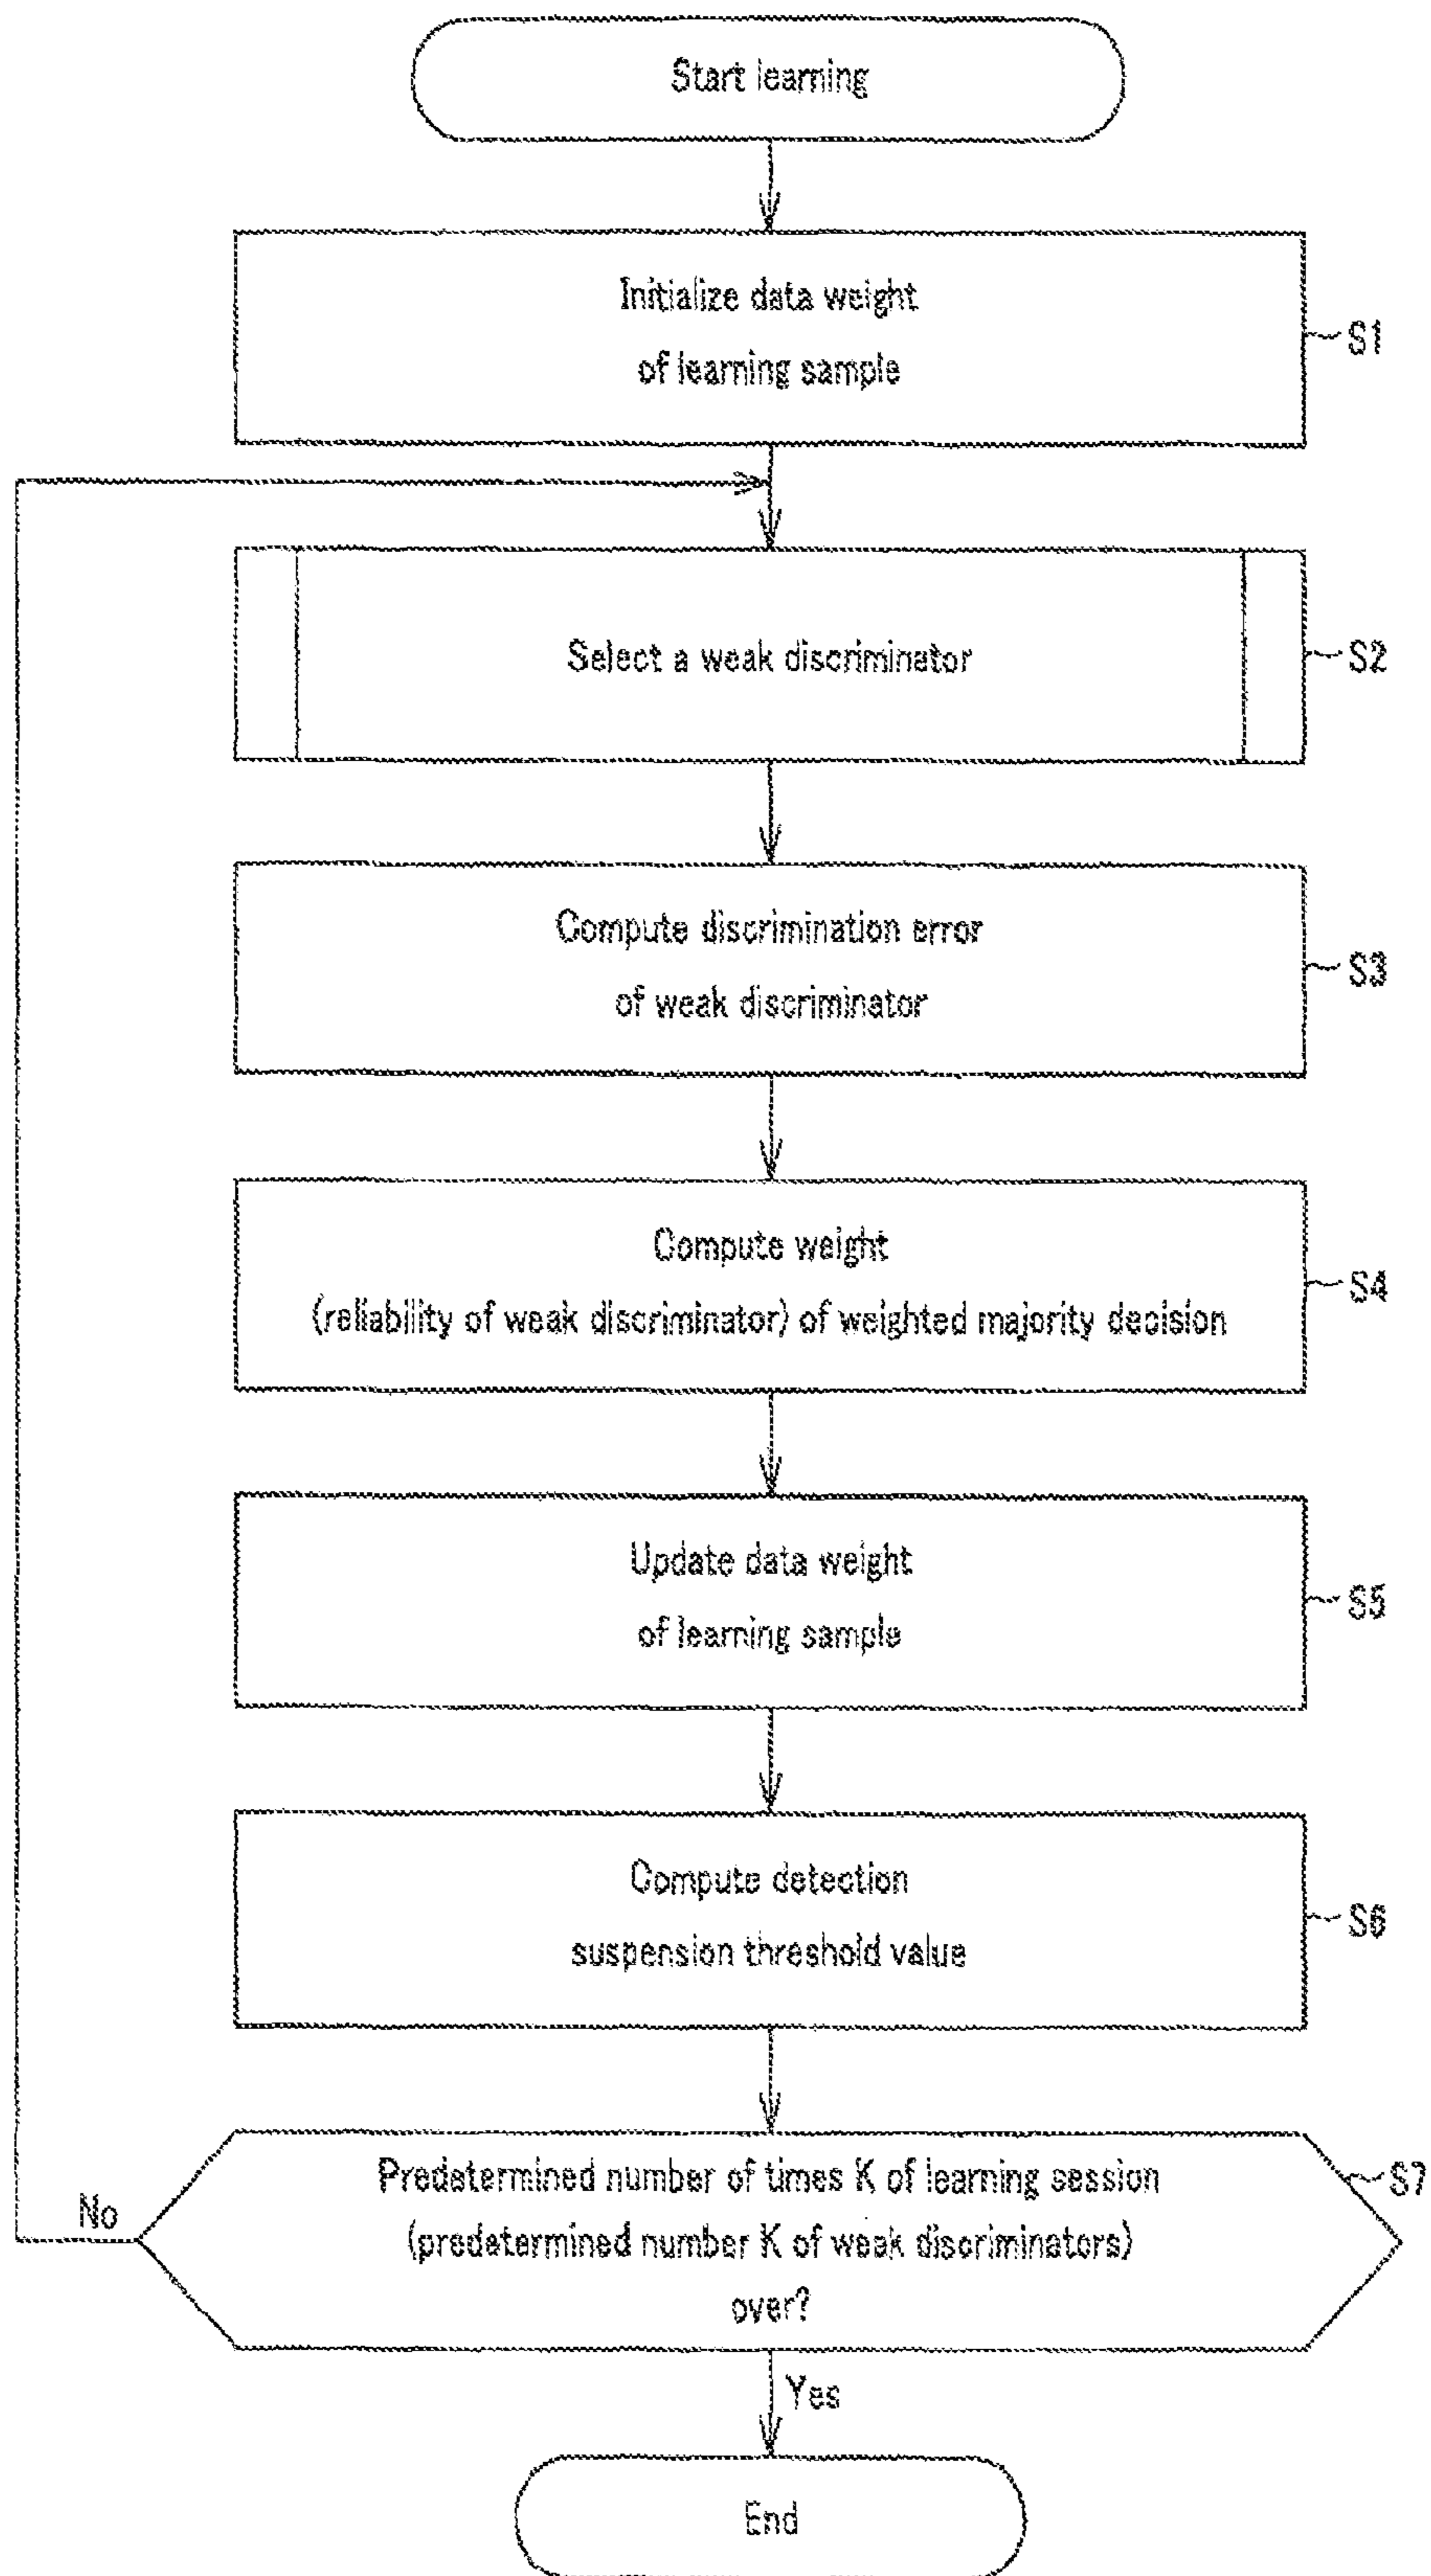 Start learning
Initialize data weight
of learning sample
S1
Select a weak discriminator
S2
Compute discrimination error
of weak discriminator
S3
Compute weight
(reliability of weak discriminator) of weighted majority decision
S4
Update data weight
of learning sample
S5
Compute detection
suspension threshold value
S6
Predetermined number of times K of learning session
(predetermined number K of weak discriminators)
over?
S7
No
Yes
End